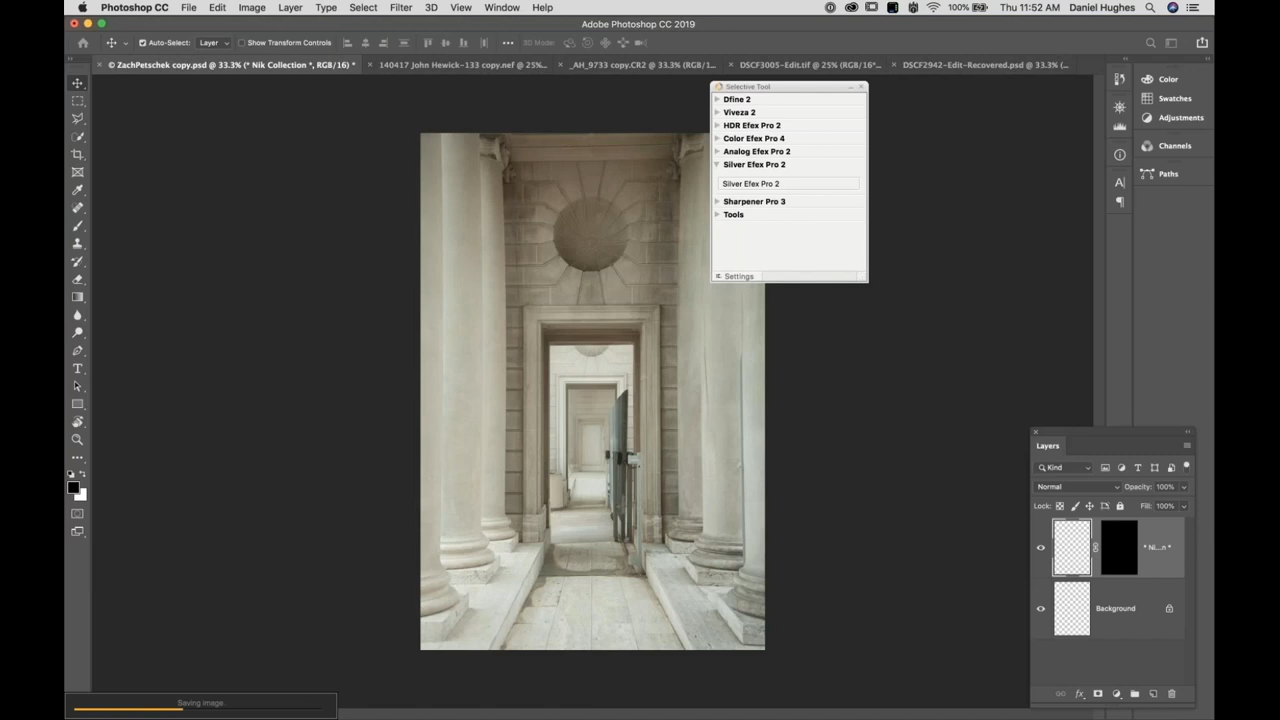 Photoshop CC File Edit Image Layer Type Select Filter 3D View Window Help 100% Thu 11:52 AM Daniel Hughes
Adobe Photoshop CC 2019
Auto-Select: Layer Show Transform Controls 3D Mode:
© ZachPetschek copy.psd @ 33.3% (* Nik Collection *, RGB/16) * 140417 John Hewick-133 copy.nef @ 25%... _AH_9733 copy.CR2 @ 33.3% (RGB/1... DSCF3005-Edit.tif @ 25% (RGB/16*... DSCF2942-Edit-Recovered.psd @ 33.3% (...
Selective Tool
Dfine 2
Viveza 2
HDR Efex Pro 2
Color Efex Pro 4
Analog Efex Pro 2
Silver Efex Pro 2
Silver Efex Pro 2
Sharpener Pro 3
Tools
Settings
Color
Swatches
Adjustments
Channels
Paths
Layers
Kind
Normal Opacity: 100%
Lock: Fill: 100%
* Ni...n *
Background
Saving image.